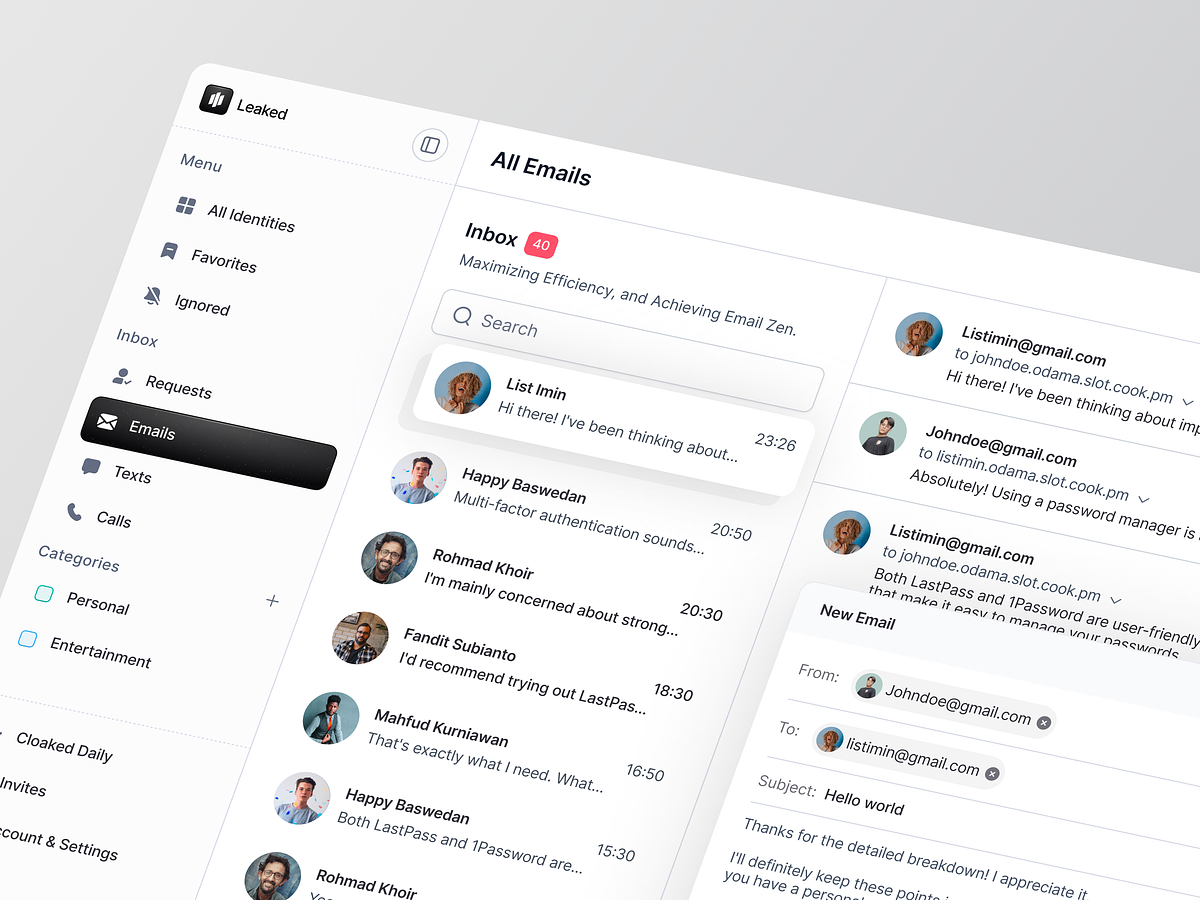 Leaked
Menu
All Identities
Favorites
Ignored
Inbox
Requests
Emails
Texts
Calls
Categories
Personal
Entertainment
Cloaked Daily
Invites
& Settings
All Emails
Inbox 40
Maximizing Efficiency, and Achieving Email Zen.
Search
List Imin
Hi there! I've been thinking about...
23:26
Happy Baswedan
Multi-factor authentication sounds...
20:50
Rohmad Khoir
I'm mainly concerned about strong...
20:30
Fandit Subianto
I'd recommend trying out LastPas...
18:30
Mahfud Kurniawan
That's exactly what I need. What...
16:50
Happy Baswedan
Both LastPass and 1Password are...
15:30
Rohmad Khoir
Listimin@gmail.com
to johndoe.odama.slot.cook.pm
Hi there! I've been thinking about
Johndoe@gmail.com
to listimin.odama.slot.cook.pm
Absolutely! Using a password manager is
Listimin@gmail.com
to johndoe.odama.slot.cook.pm
Both LastPass and 1Password are user-friendly
that make it easy to manage your passwords
New Email
From: Johndoe@gmail.com
To: listimin@gmail.com
Subject: Hello world
Thanks for the detailed breakdown! I appreciate it
I'll definitely keep these points
you have a